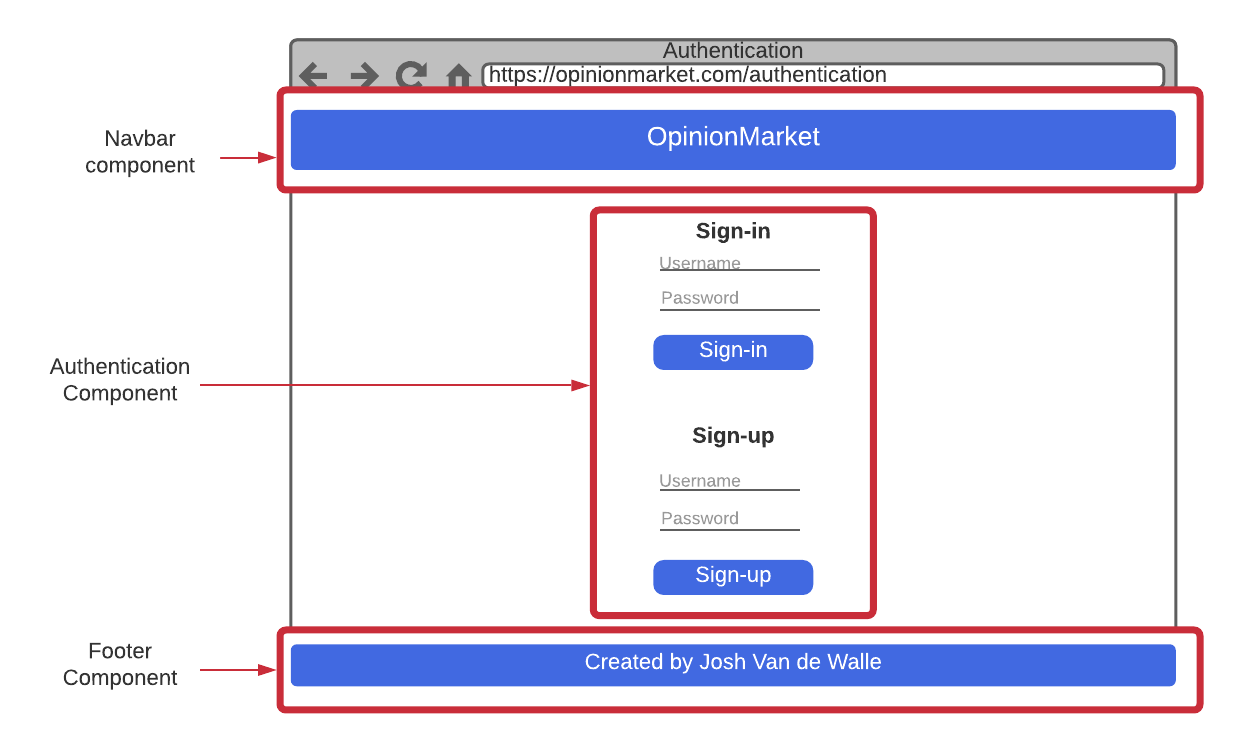 Authentication
https://opinionmarket.com/authentication
OpinionMarket
Navbar
component
Sign-in
Username
Password
Sign-in
Authentication
Component
Sign-up
Username
Password
Sign-up
Footer
Component
Created by Josh Van de Walle